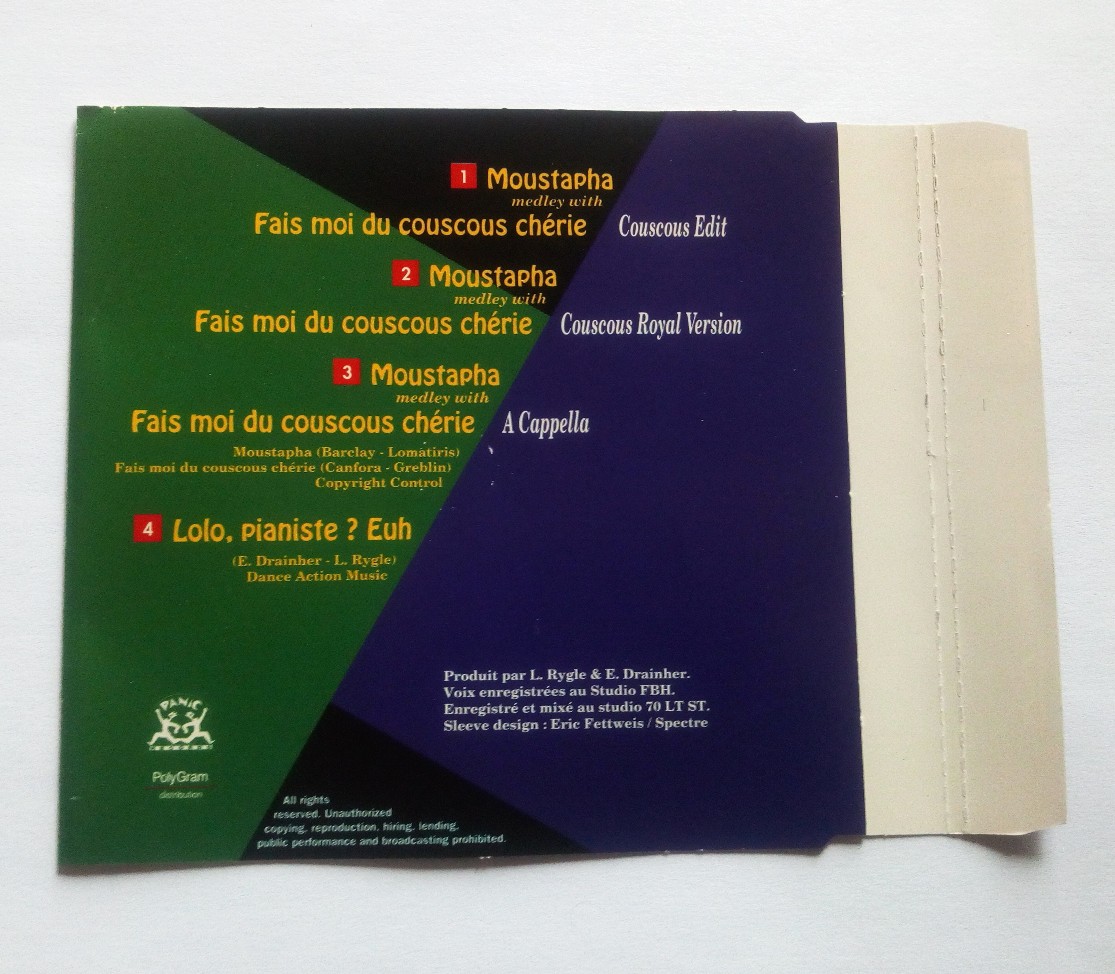 1 Moustapha
medley with
Fais moi du couscous chérie Couscous Edit
2 Moustapha
medley with
Fais moi du couscous chérie Couscous Royal Version
3 Moustapha
medley with
Fais moi du couscous chérie A Cappella
Moustapha (Barclay - Lomatiris)
Fais moi du couscous chérie (Canfora - Greblin)
Copyright Control
4 Lolo, pianiste ? Euh
(E. Drainher - L. Rygle)
Dance Action Music
Produit par L. Rygle & E. Drainher.
Voix enregistrées au Studio FBH.
Enregistré et mixé au studio 70 LT ST.
Sleeve design : Eric Fettweis / Spectre
PANIC
PolyGram
distribution
All rights
reserved. Unauthorized
copying, reproduction, hiring, lending,
public performance and broadcasting prohibited.